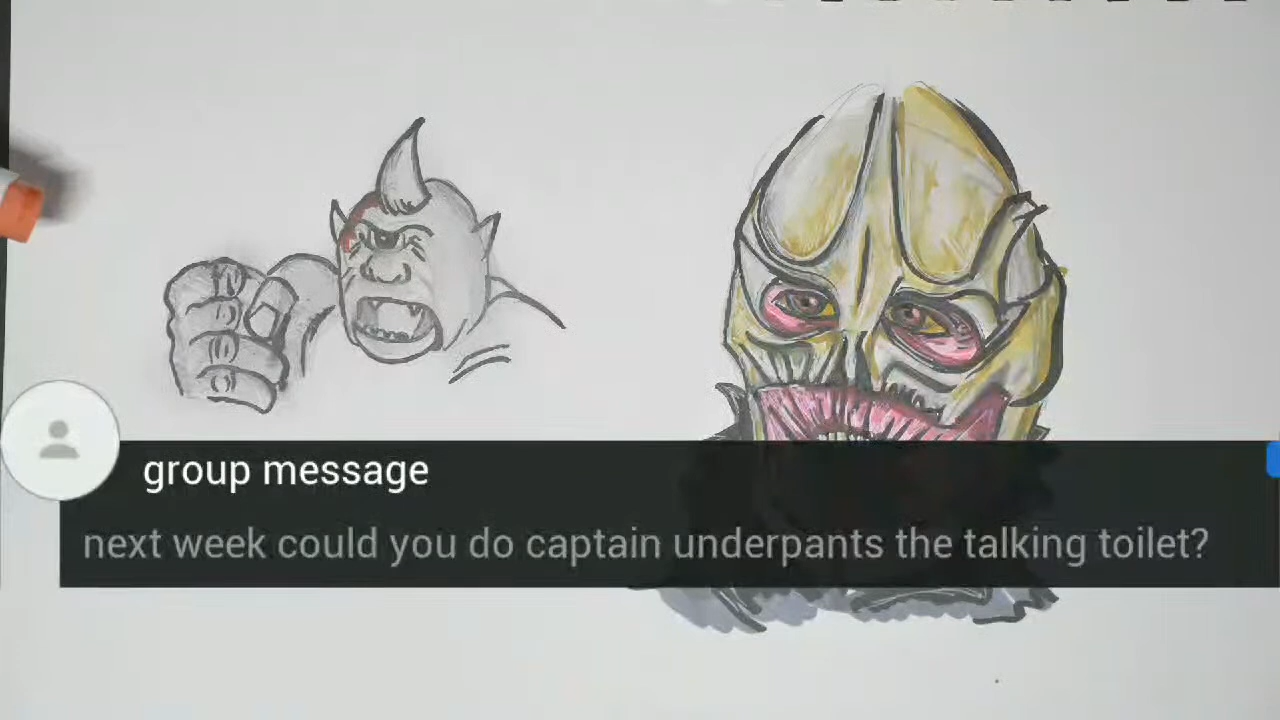 group message
next week could you do captain underpants the talking toilet?